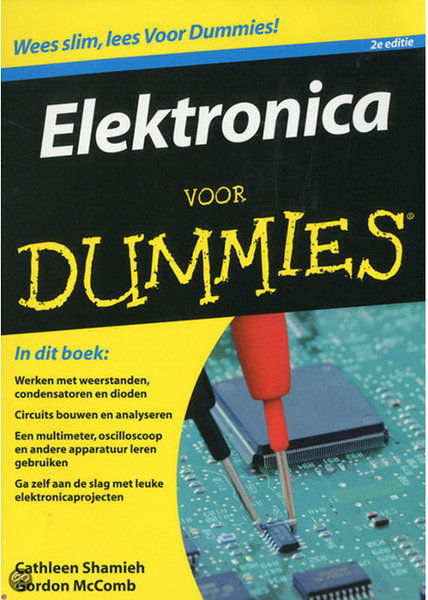 Wees slim, lees Voor Dummies!
2e editie
Elektronica
VOOR
DUMMIES®
In dit boek:
Werken met weerstanden,
condensatoren en dioden
Circuits bouwen en analyseren
Een multimeter, oscilloscoop
en andere apparatuur leren
gebruiken
Ga zelf aan de slag met leuke
elektronicaprojecten
Cathleen Shamieh
Gordon McComb